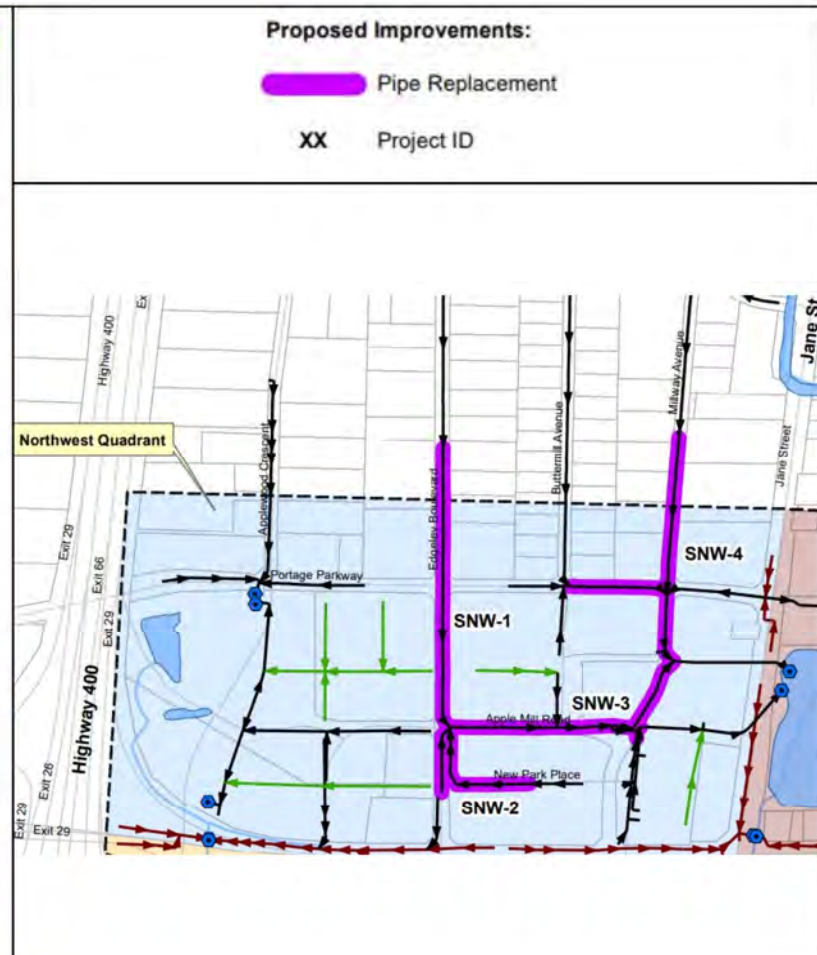 Proposed Improvements:
Pipe Replacement
XX Project ID
Highway 400
Ex
Jane St
Millway Avenue
Buttermill Avenue
Applewood Crescent
Edgeley Boulevard
Jane Street
Northwest Quadrant
Exit 29
Exit 66
Exit 29
Portage Parkway
SNW-4
SNW-1
SNW-3
Apple Mill Road
Highway 400
New Park Place
SNW-2
Exit 26
Exit 29
Exit 29